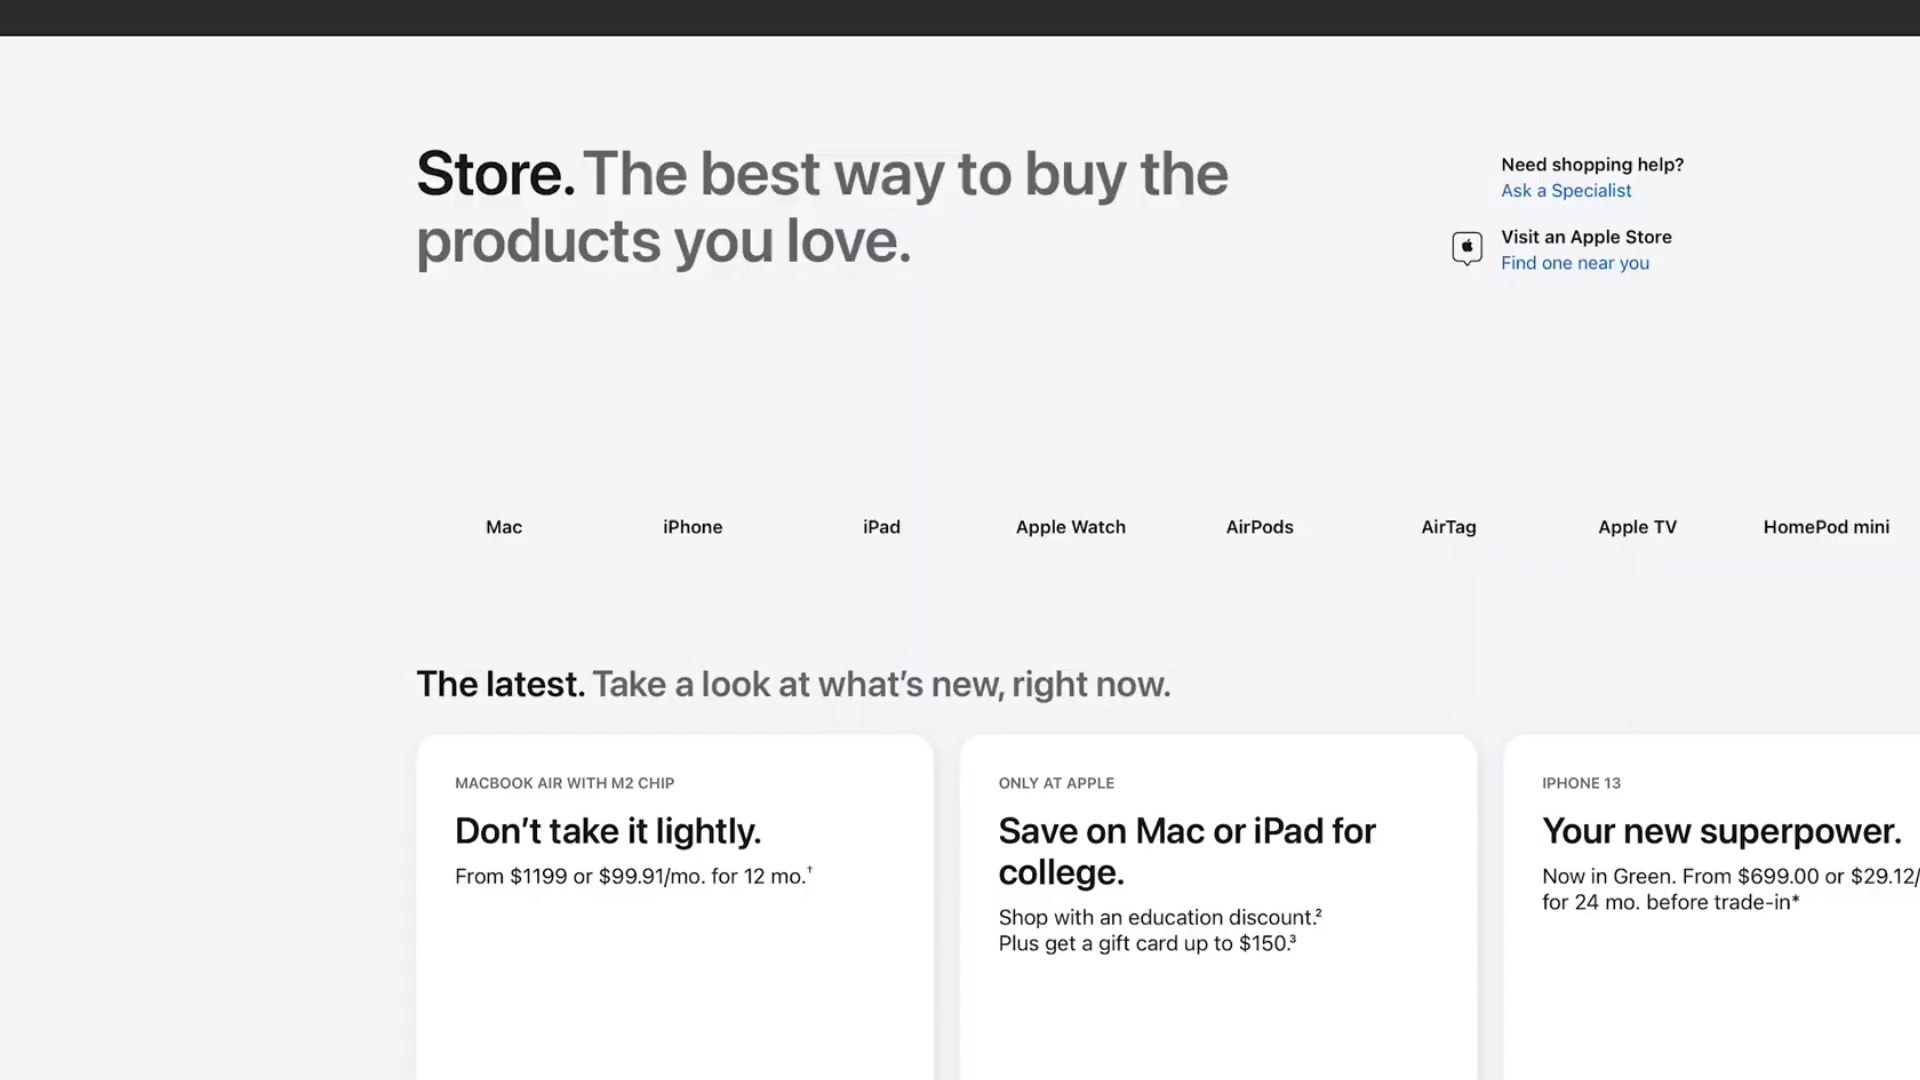 Store. The best way to buy the
products you love.
Need shopping help?
Ask a Specialist
Visit an Apple Store
Find one near you
Mac
iPhone
iPad
Apple Watch
AirPods
AirTag
Apple TV
HomePod mini
The latest. Take a look at what’s new, right now.
MACBOOK AIR WITH M2 CHIP
Don’t take it lightly.
From $1199 or $99.91/mo. for 12 mo.†
ONLY AT APPLE
Save on Mac or iPad for
college.
Shop with an education discount.²
Plus get a gift card up to $150.³
IPHONE 13
Your new superpower.
Now in Green. From $699.00 or $29.12/
for 24 mo. before trade-in*